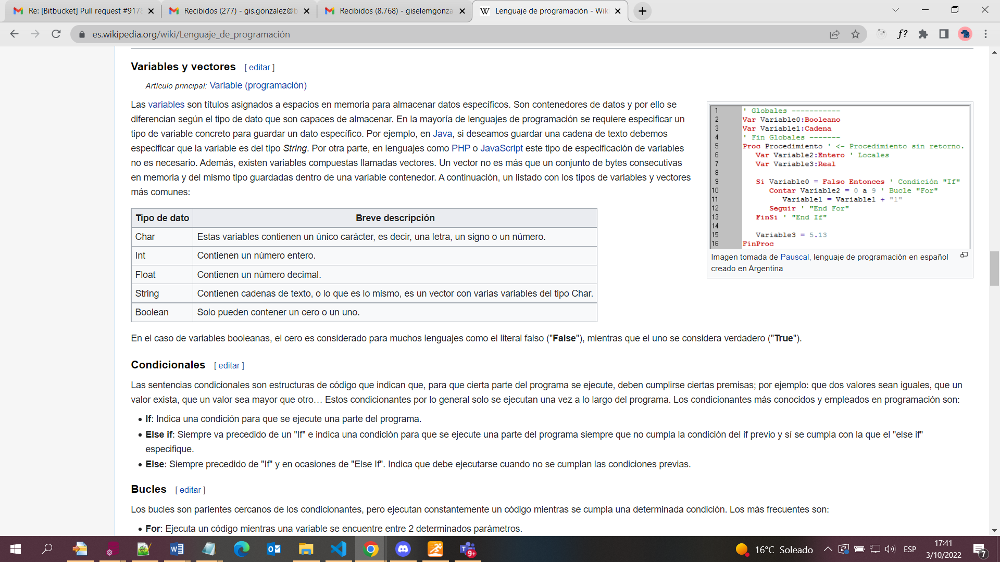 Re: [Bitbucket] Pull request #9178
Recibidos (277) - gis.gonzalez@b
Recibidos (8.768) - giselemgonza
Lenguaje de programación - Wiki
es.wikipedia.org/wiki/Lenguaje_de_programación
f?
Variables y vectores [ editar ]
Artículo principal: Variable (programación)
Las variables son títulos asignados a espacios en memoria para almacenar datos específicos. Son contenedores de datos y por ello se
diferencian según el tipo de dato que son capaces de almacenar. En la mayoría de lenguajes de programación se requiere especificar un
tipo de variable concreto para guardar un dato específico. Por ejemplo, en Java, si deseamos guardar una cadena de texto debemos
especificar que la variable es del tipo String. Por otra parte, en lenguajes como PHP o JavaScript este tipo de especificación de variables
no es necesario. Además, existen variables compuestas llamadas vectores. Un vector no es más que un conjunto de bytes consecutivas
en memoria y del mismo tipo guardadas dentro de una variable contenedor. A continuación, un listado con los tipos de variables y vectores
más comunes:
1 ' Globales -----------
2 Var Variable0:Booleano
3 Var Variable1:Cadena
4 ' Fin Globales -------
5 Proc Procedimiento ' <- Procedimiento sin retorno.
6 Var Variable2:Entero ' Locales
7 Var Variable3:Real
8
9 Si Variable0 = Falso Entonces ' Condición "If"
10 Contar Variable2 = 0 a 9 ' Bucle "For"
11 Variable1 = Variable1 + "1"
12 Seguir ' "End For"
13 FinSi ' "End If"
14
15 Variable3 = 5.13
16 FinProc
Imagen tomada de Pauscal, lenguaje de programación en español
creado en Argentina
Tipo de dato Breve descripción
Char Estas variables contienen un único carácter, es decir, una letra, un signo o un número.
Int Contienen un número entero.
Float Contienen un número decimal.
String Contienen cadenas de texto, o lo que es lo mismo, es un vector con varias variables del tipo Char.
Boolean Solo pueden contener un cero o un uno.
En el caso de variables booleanas, el cero es considerado para muchos lenguajes como el literal falso ("False"), mientras que el uno se considera verdadero ("True").
Condicionales [ editar ]
Las sentencias condicionales son estructuras de código que indican que, para que cierta parte del programa se ejecute, deben cumplirse ciertas premisas; por ejemplo: que dos valores sean iguales, que un
valor exista, que un valor sea mayor que otro… Estos condicionantes por lo general solo se ejecutan una vez a lo largo del programa. Los condicionantes más conocidos y empleados en programación son:
• If: Indica una condición para que se ejecute una parte del programa.
• Else if: Siempre va precedido de un "If" e indica una condición para que se ejecute una parte del programa siempre que no cumpla la condición del if previo y sí se cumpla con la que el "else if"
especifique.
• Else: Siempre precedido de "If" y en ocasiones de "Else If". Indica que debe ejecutarse cuando no se cumplan las condiciones previas.
Bucles [ editar ]
Los bucles son parientes cercanos de los condicionantes, pero ejecutan constantemente un código mientras se cumpla una determinada condición. Los más frecuentes son:
• For: Ejecuta un código mientras una variable se encuentre entre 2 determinados parámetros.
9+
16°C Soleado
ESP
17:41
3/10/2022
7